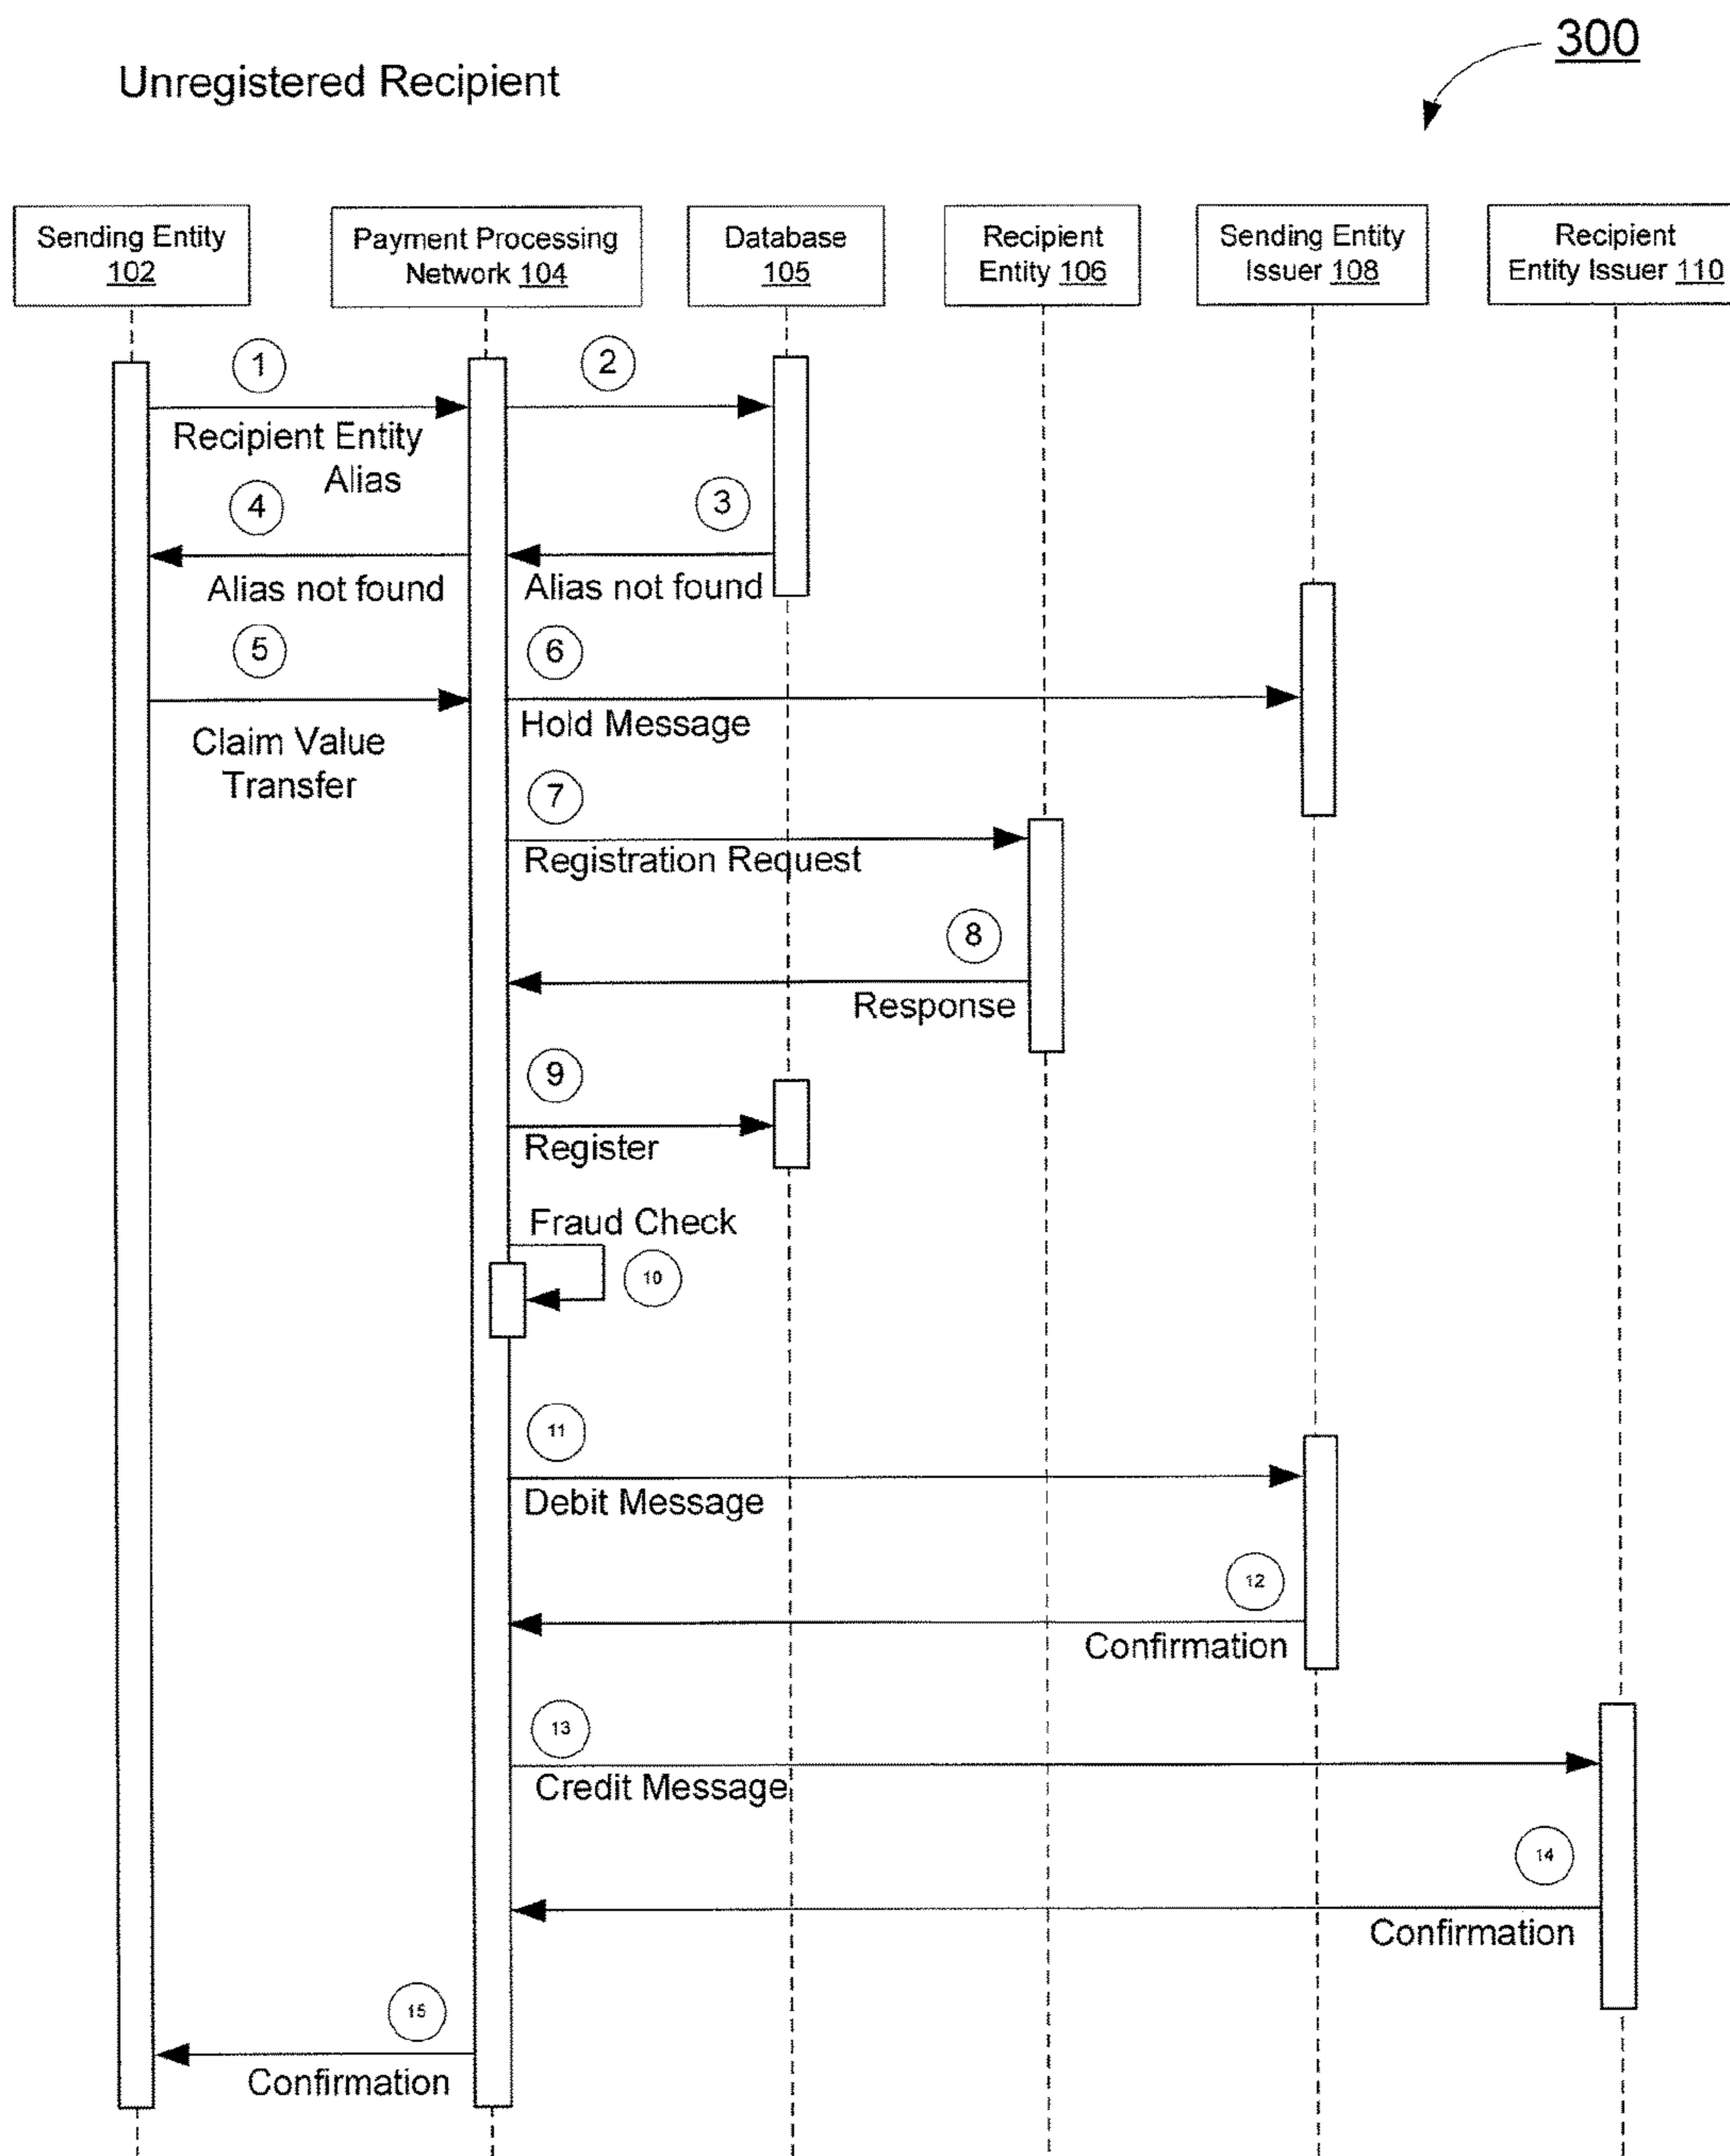 300
Unregistered Recipient
Sending Entity
102
Payment Processing
Network 104
Database
105
Recipient
Entity 106
Sending Entity
Issuer 108
Recipient
Entity Issuer 110
1
2
Recipient Entity
Alias
4
3
Alias not found
Alias not found
5
6
Claim Value
Transfer
Hold Message
7
Registration Request
8
Response
9
Register
Fraud Check
10
11
Debit Message
12
Confirmation
13
Credit Message
14
Confirmation
15
Confirmation